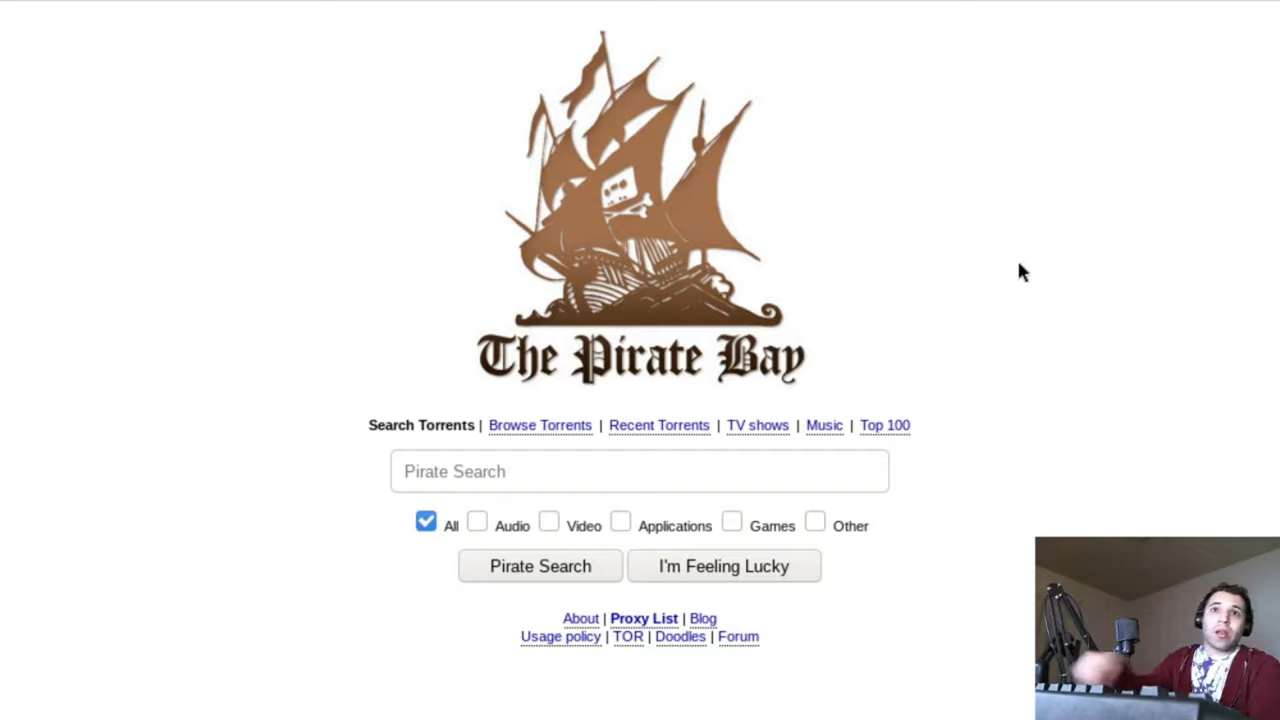 The Pirate Bay
Search Torrents | Browse Torrents | Recent Torrents | TV shows | Music | Top 100
Pirate Search
All Audio Video Applications Games Other
Pirate Search I'm Feeling Lucky
About | Proxy List | Blog
Usage policy | TOR | Doodles | Forum